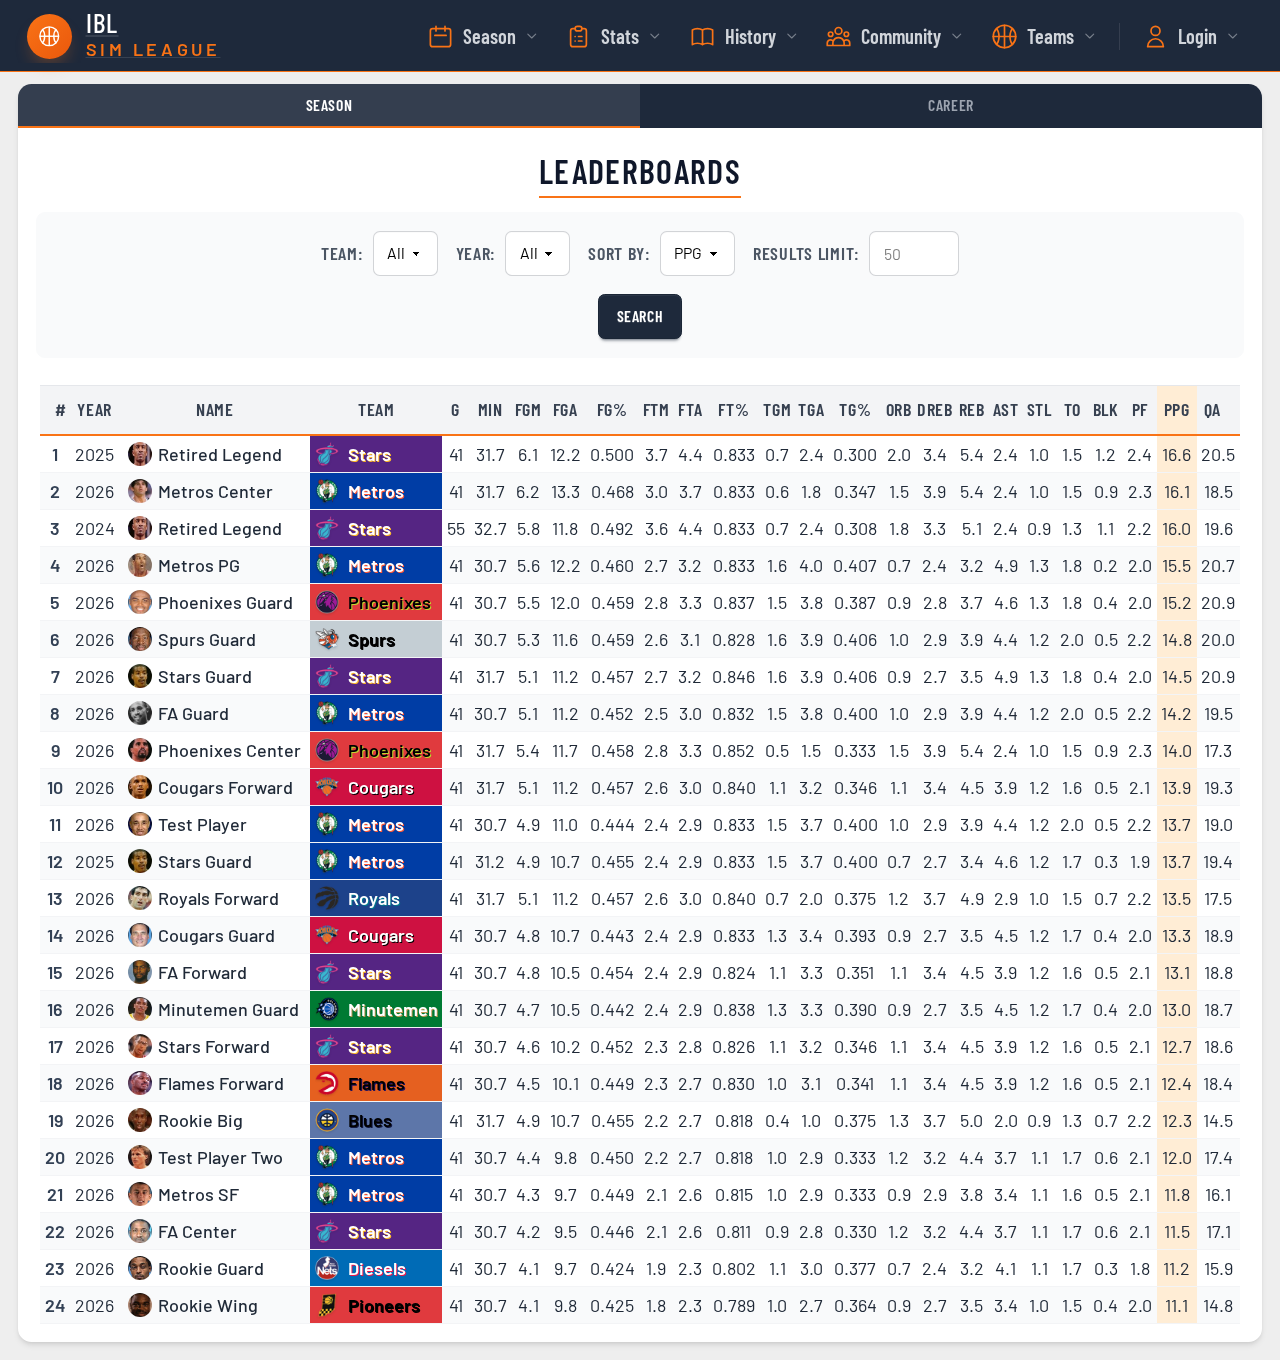 IBL
SIM LEAGUE
Season Stats History Community Teams Login
SEASON CAREER
LEADERBOARDS
TEAM: All YEAR: All SORT BY: PPG RESULTS LIMIT: 50
SEARCH
# YEAR NAME TEAM G MIN FGM FGA FG% FTM FTA FT% TGM TGA TG% ORB DREB REB AST STL TO BLK PF PPG QA
1 2025 Retired Legend Stars 41 31.7 6.1 12.2 0.500 3.7 4.4 0.833 0.7 2.4 0.300 2.0 3.4 5.4 2.4 1.0 1.5 1.2 2.4 16.6 20.5
2 2026 Metros Center Metros 41 31.7 6.2 13.3 0.468 3.0 3.7 0.833 0.6 1.8 0.347 1.5 3.9 5.4 2.4 1.0 1.5 0.9 2.3 16.1 18.5
3 2024 Retired Legend Stars 55 32.7 5.8 11.8 0.492 3.6 4.4 0.833 0.7 2.4 0.308 1.8 3.3 5.1 2.4 0.9 1.3 1.1 2.2 16.0 19.6
4 2026 Metros PG Metros 41 30.7 5.6 12.2 0.460 2.7 3.2 0.833 1.6 4.0 0.407 0.7 2.4 3.2 4.9 1.3 1.8 0.2 2.0 15.5 20.7
5 2026 Phoenixes Guard Phoenixes 41 30.7 5.5 12.0 0.459 2.8 3.3 0.837 1.5 3.8 0.387 0.9 2.8 3.7 4.6 1.3 1.8 0.4 2.0 15.2 20.9
6 2026 Spurs Guard Spurs 41 30.7 5.3 11.6 0.459 2.6 3.1 0.828 1.6 3.9 0.406 1.0 2.9 3.9 4.4 1.2 2.0 0.5 2.2 14.8 20.0
7 2026 Stars Guard Stars 41 31.7 5.1 11.2 0.457 2.7 3.2 0.846 1.6 3.9 0.406 0.9 2.7 3.5 4.9 1.3 1.8 0.4 2.0 14.5 20.9
8 2026 FA Guard Metros 41 30.7 5.1 11.2 0.452 2.5 3.0 0.832 1.5 3.8 0.400 1.0 2.9 3.9 4.4 1.2 2.0 0.5 2.2 14.2 19.5
9 2026 Phoenixes Center Phoenixes 41 31.7 5.4 11.7 0.458 2.8 3.3 0.852 0.5 1.5 0.333 1.5 3.9 5.4 2.4 1.0 1.5 0.9 2.3 14.0 17.3
10 2026 Cougars Forward Cougars 41 31.7 5.1 11.2 0.457 2.6 3.0 0.840 1.1 3.2 0.346 1.1 3.4 4.5 3.9 1.2 1.6 0.5 2.1 13.9 19.3
11 2026 Test Player Metros 41 30.7 4.9 11.0 0.444 2.4 2.9 0.833 1.5 3.7 0.400 1.0 2.9 3.9 4.4 1.2 2.0 0.5 2.2 13.7 19.0
12 2025 Stars Guard Metros 41 31.2 4.9 10.7 0.455 2.4 2.9 0.833 1.5 3.7 0.400 0.7 2.7 3.4 4.6 1.2 1.7 0.3 1.9 13.7 19.4
13 2026 Royals Forward Royals 41 31.7 5.1 11.2 0.457 2.6 3.0 0.840 0.7 2.0 0.375 1.2 3.7 4.9 2.9 1.0 1.5 0.7 2.2 13.5 17.5
14 2026 Cougars Guard Cougars 41 30.7 4.8 10.7 0.443 2.4 2.9 0.833 1.3 3.4 0.393 0.9 2.7 3.5 4.5 1.2 1.7 0.4 2.0 13.3 18.9
15 2026 FA Forward Stars 41 30.7 4.8 10.5 0.454 2.4 2.9 0.824 1.1 3.3 0.351 1.1 3.4 4.5 3.9 1.2 1.6 0.5 2.1 13.1 18.8
16 2026 Minutemen Guard Minutemen 41 30.7 4.7 10.5 0.442 2.4 2.9 0.838 1.3 3.3 0.390 0.9 2.7 3.5 4.5 1.2 1.7 0.4 2.0 13.0 18.7
17 2026 Stars Forward Stars 41 30.7 4.6 10.2 0.452 2.3 2.8 0.826 1.1 3.2 0.346 1.1 3.4 4.5 3.9 1.2 1.6 0.5 2.1 12.7 18.6
18 2026 Flames Forward Flames 41 30.7 4.5 10.1 0.449 2.3 2.7 0.830 1.0 3.1 0.341 1.1 3.4 4.5 3.9 1.2 1.6 0.5 2.1 12.4 18.4
19 2026 Rookie Big Blues 41 31.7 4.9 10.7 0.455 2.2 2.7 0.818 0.4 1.0 0.375 1.3 3.7 5.0 2.0 0.9 1.3 0.7 2.2 12.3 14.5
20 2026 Test Player Two Metros 41 30.7 4.4 9.8 0.450 2.2 2.7 0.818 1.0 2.9 0.333 1.2 3.2 4.4 3.7 1.1 1.7 0.6 2.1 12.0 17.4
21 2026 Metros SF Metros 41 30.7 4.3 9.7 0.449 2.1 2.6 0.815 1.0 2.9 0.333 0.9 2.9 3.8 3.4 1.1 1.6 0.5 2.1 11.8 16.1
22 2026 FA Center Stars 41 30.7 4.2 9.5 0.446 2.1 2.6 0.811 0.9 2.8 0.330 1.2 3.2 4.4 3.7 1.1 1.7 0.6 2.1 11.5 17.1
23 2026 Rookie Guard Diesels 41 30.7 4.1 9.7 0.424 1.9 2.3 0.802 1.1 3.0 0.377 0.7 2.4 3.2 4.1 1.1 1.7 0.3 1.8 11.2 15.9
24 2026 Rookie Wing Pioneers 41 30.7 4.1 9.8 0.425 1.8 2.3 0.789 1.0 2.7 0.364 0.9 2.7 3.5 3.4 1.0 1.5 0.4 2.0 11.1 14.8